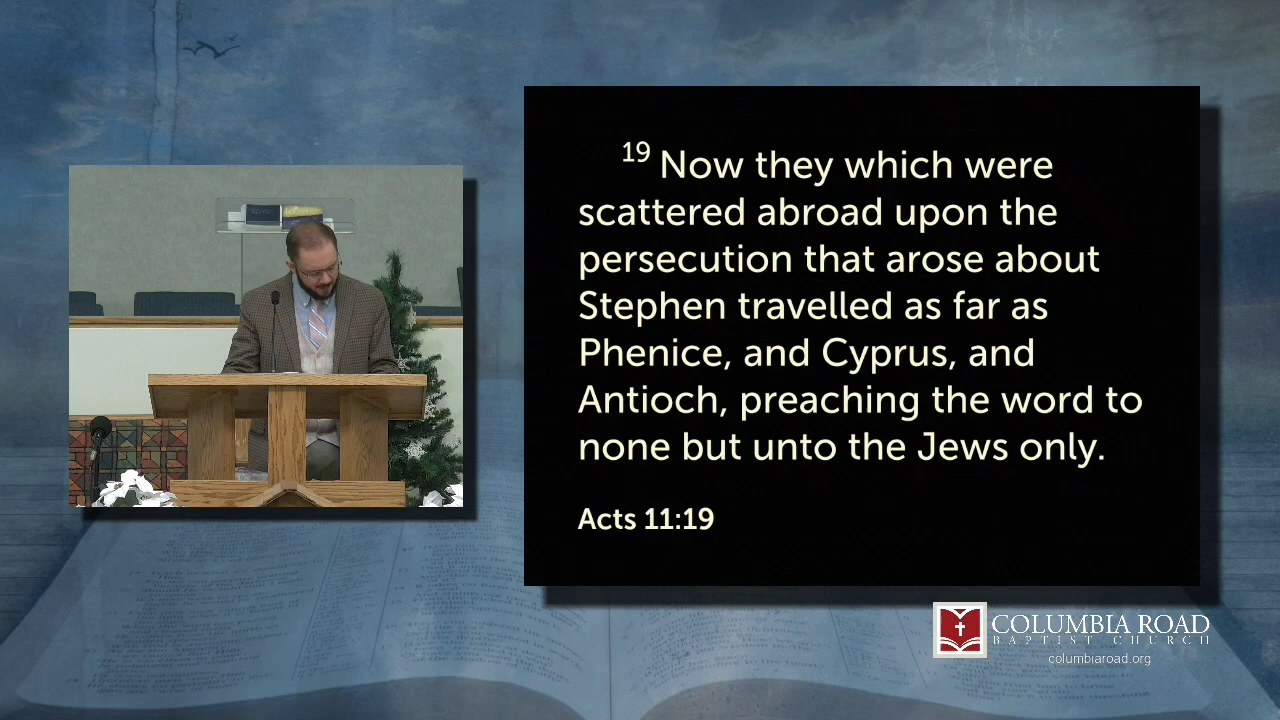 19 Now they which were
scattered abroad upon the
persecution that arose about
Stephen travelled as far as
Phenice, and Cyprus, and
Antioch, preaching the word to
none but unto the Jews only.
Acts 11:19
COLUMBIA ROAD
BAPTIST CHURCH
columbiaroad.org